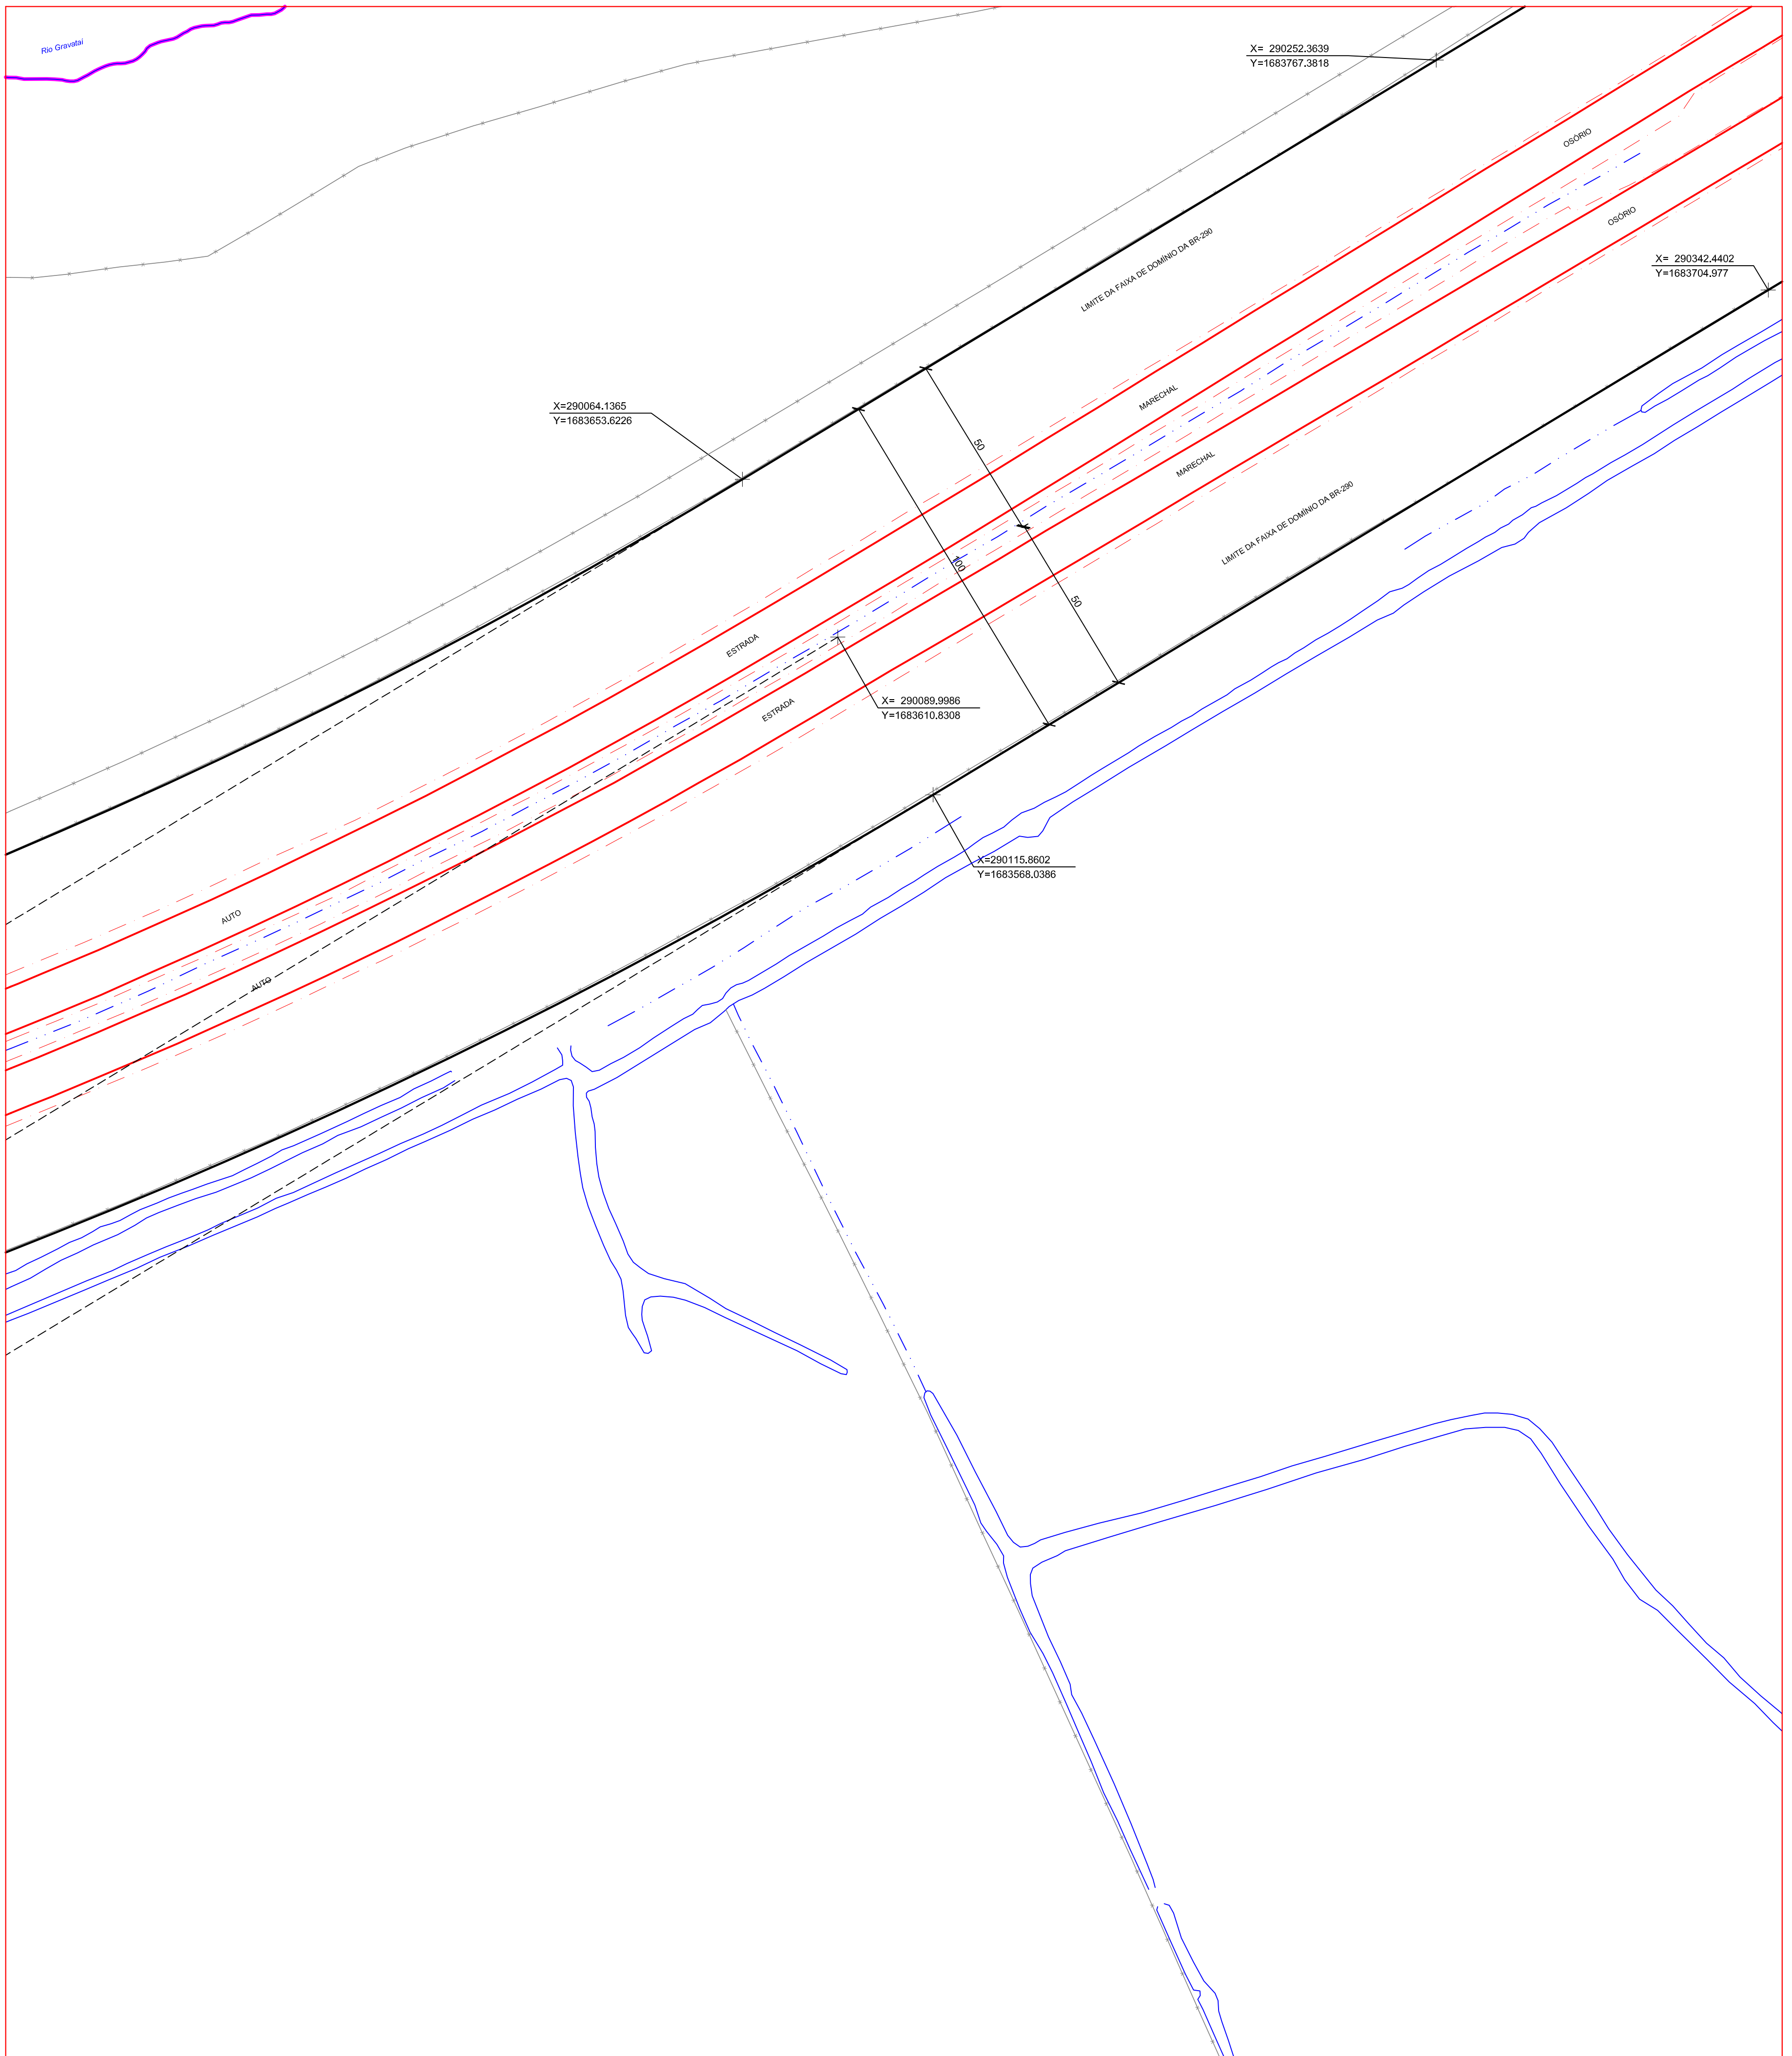 Rio Gravataí
X= 290252.3639
Y=1683767.3818
OSÓRIO
OSÓRIO
LIMITE DA FAIXA DE DOMÍNIO DA BR-290
X= 290342.4402
Y=1683704.977
MARECHAL
X=290064.1365
Y=1683653.6226
50
MARECHAL
LIMITE DA FAIXA DE DOMÍNIO DA BR-290
100
50
ESTRADA
ESTRADA
X= 290089.9986
Y=1683610.8308
X=290115.8602
Y=1683568.0386
AUTO
AUTO